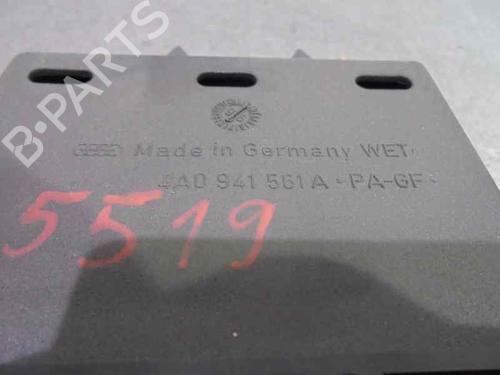 B-PARTS
Made in Germany WET
4A0 941 561 A · PA-GF ·
5519